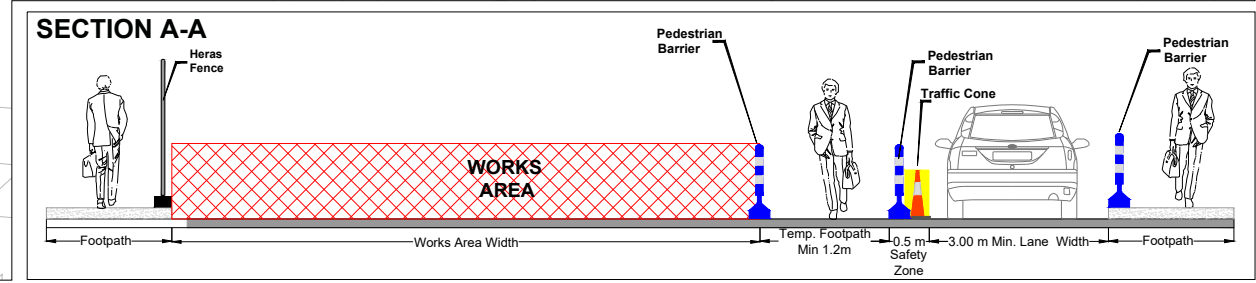 SECTION A-A
Heras
Fence
Pedestrian
Barrier
Pedestrian
Barrier
Traffic Cone
Pedestrian
Barrier
WORKS
AREA
Footpath
Works Area Width
Temp. Footpath
Min 1.2m
0.5 m
Safety
Zone
3.00 m Min. Lane Width
Footpath